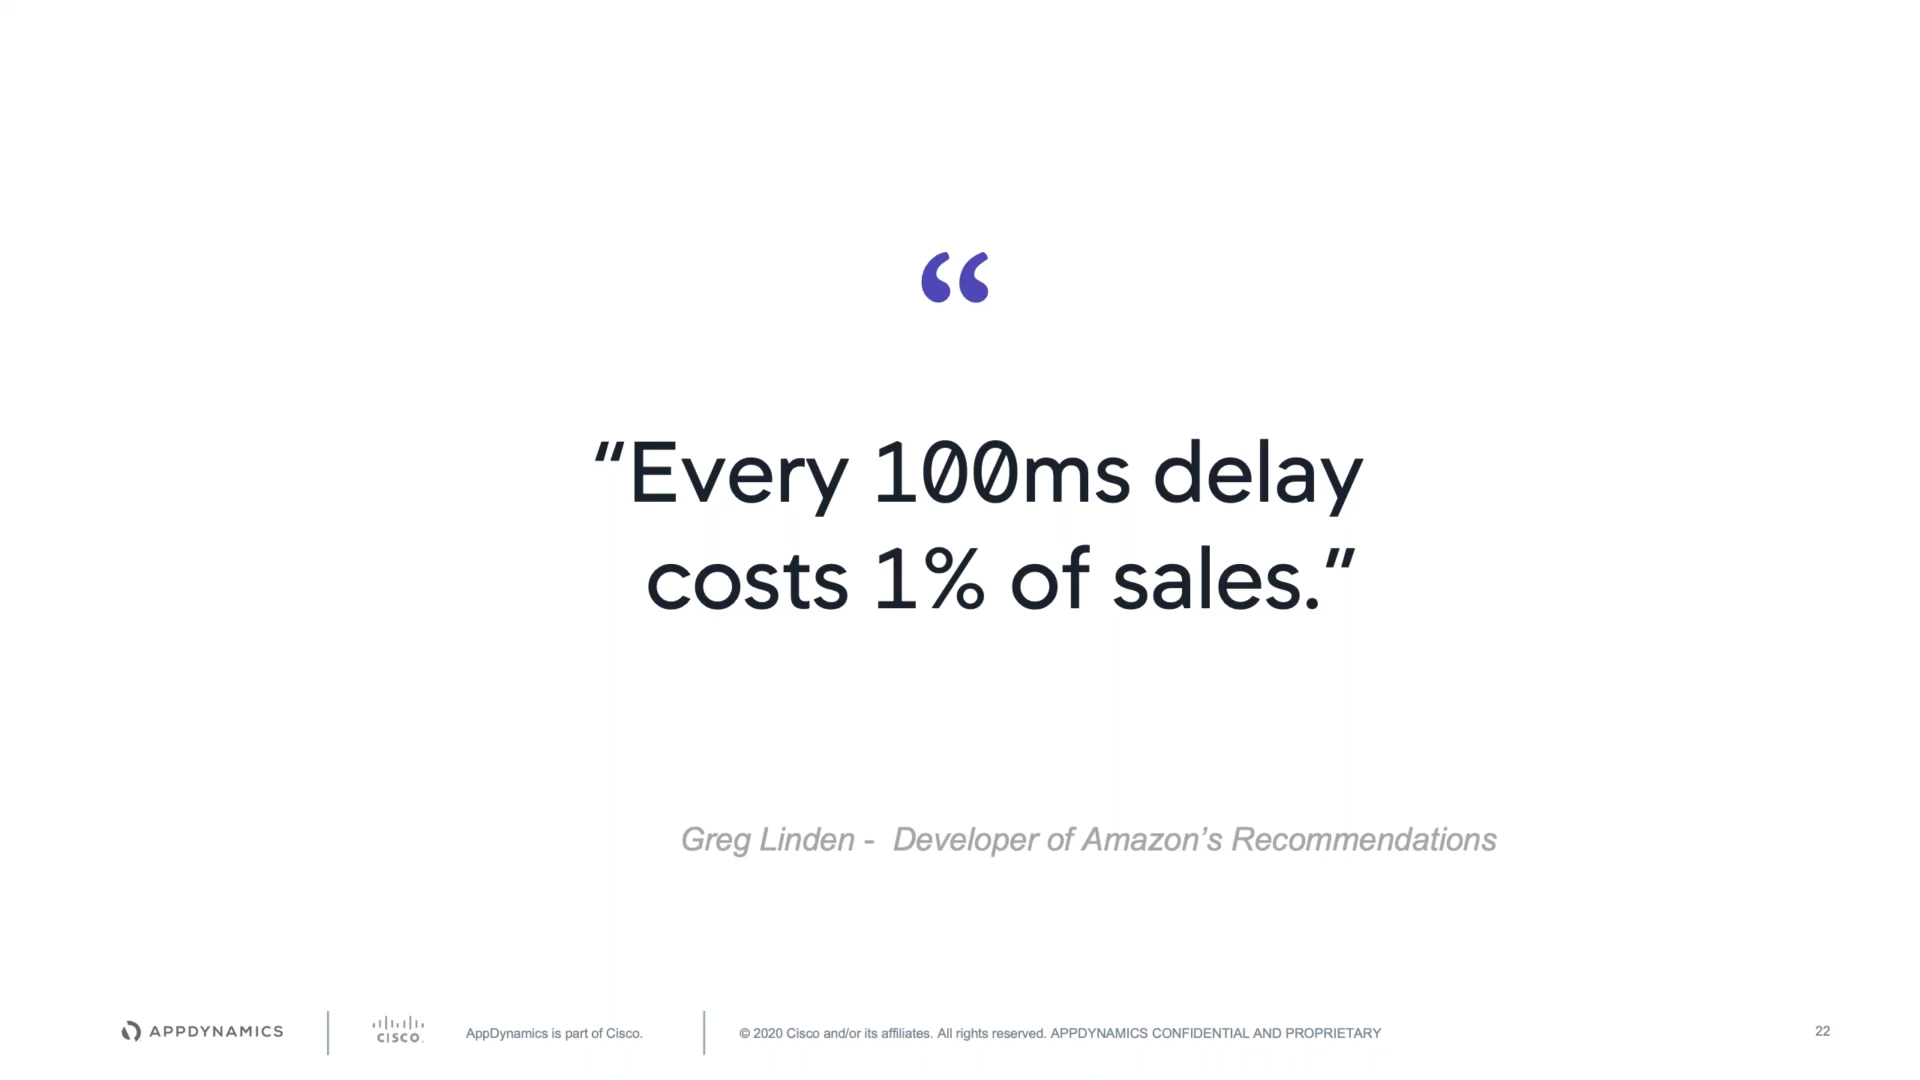 “
“Every 100ms delay
costs 1% of sales.”
Greg Linden - Developer of Amazon’s Recommendations
APPDYNAMICS
CISCO
AppDynamics is part of Cisco.
© 2020 Cisco and/or its affiliates. All rights reserved. APPDYNAMICS CONFIDENTIAL AND PROPRIETARY
22